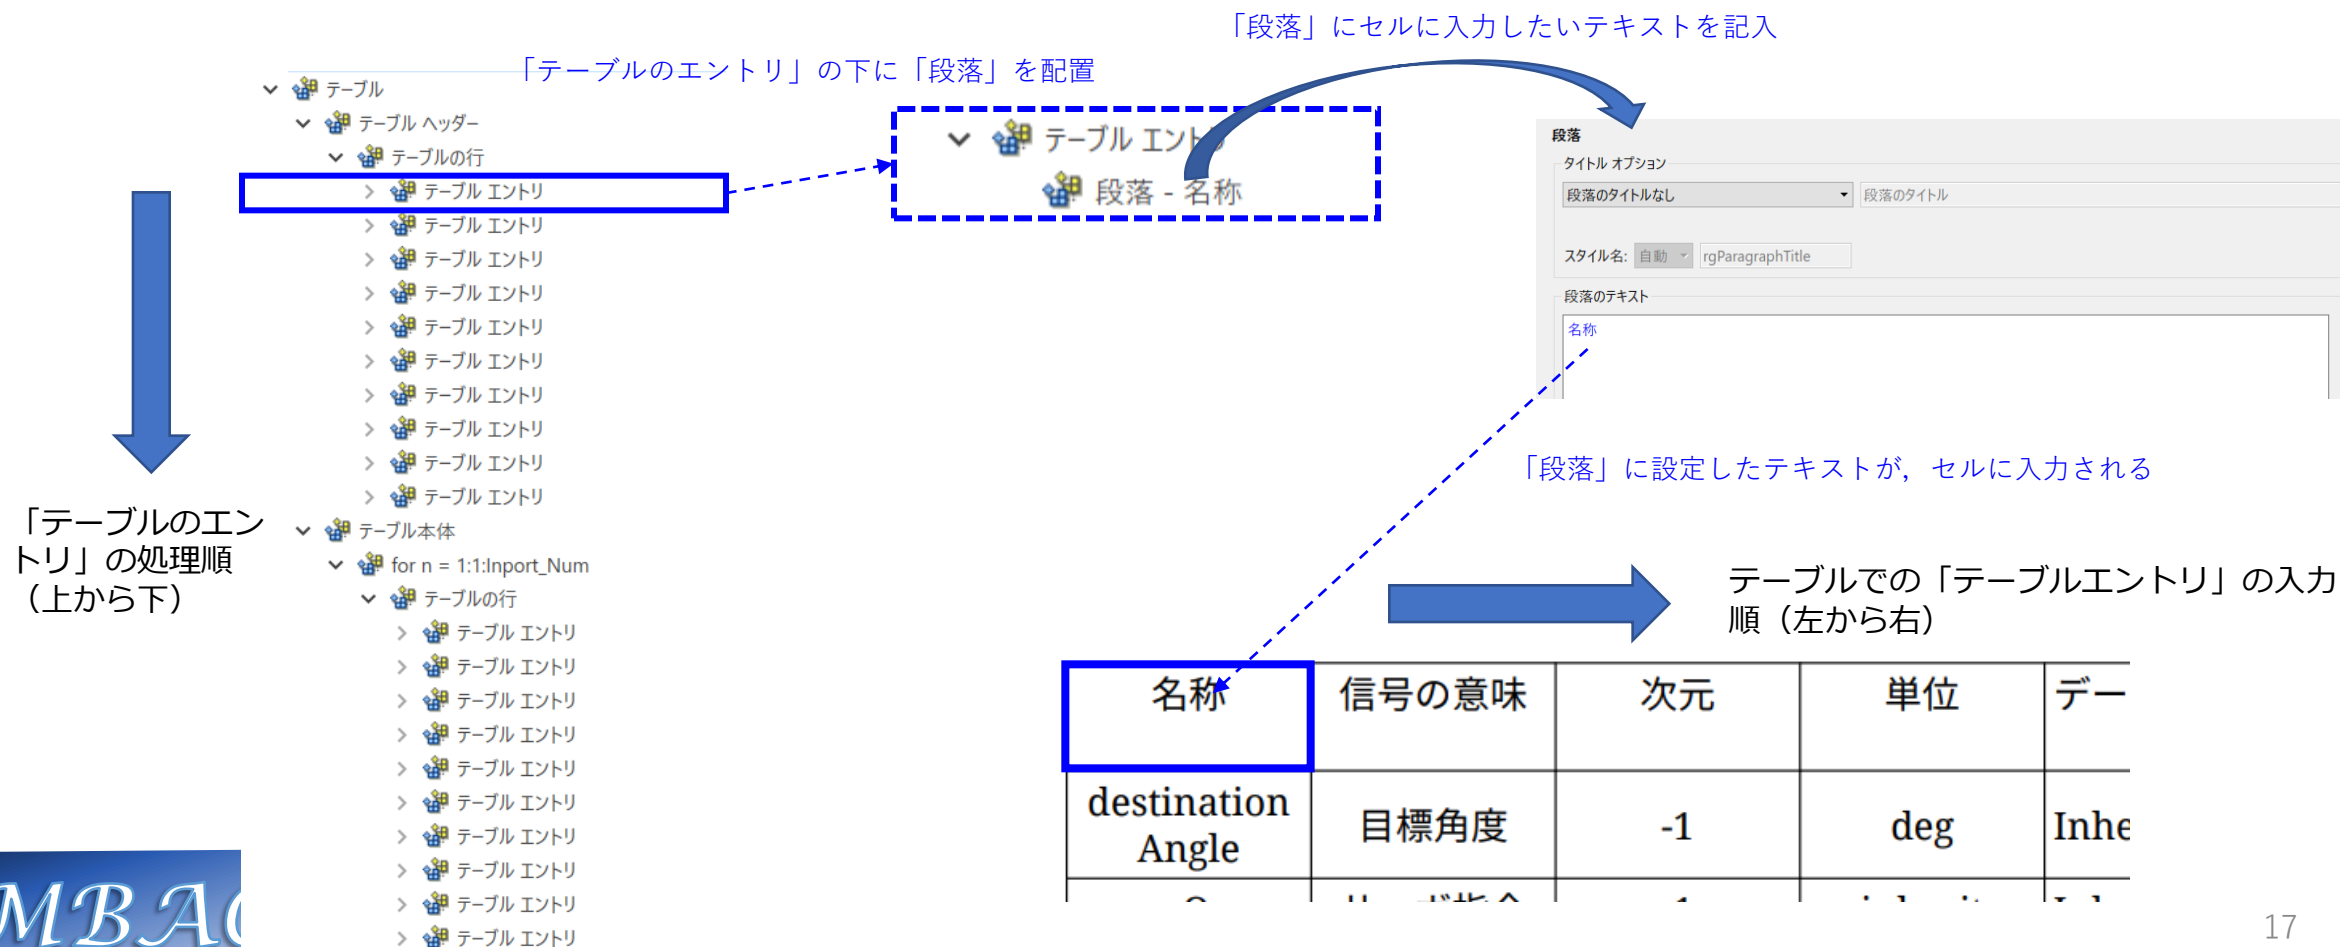 「段落」にセルに入力したいテキストを記入
「テーブルのエントリ」の下に「段落」を配置
テーブル
テーブル ヘッダー
テーブルの行
テーブル エントリ
テーブル エントリ
テーブル エントリ
テーブル エントリ
テーブル エントリ
テーブル エントリ
テーブル エントリ
テーブル エントリ
テーブル エントリ
テーブル エントリ
テーブル本体
for n = 1:1:Inport_Num
テーブルの行
テーブル エントリ
テーブル エントリ
テーブル エントリ
テーブル エントリ
テーブル エントリ
テーブル エントリ
テーブル エントリ
テーブル エントリ
テーブル エントリ
テーブル エントリ
「テーブルのエン
トリ」の処理順
（上から下）
テーブル エントリ
段落 - 名称
段落
タイトル オプション
段落のタイトルなし 段落のタイトル
スタイル名: 自動 rgParagraphTitle
段落のテキスト
名称
「段落」に設定したテキストが，セルに入力される
テーブルでの「テーブルエントリ」の入力
順（左から右）
名称 信号の意味 次元 単位 デー
destination
Angle 目標角度 -1 deg Inhe
MBA
17